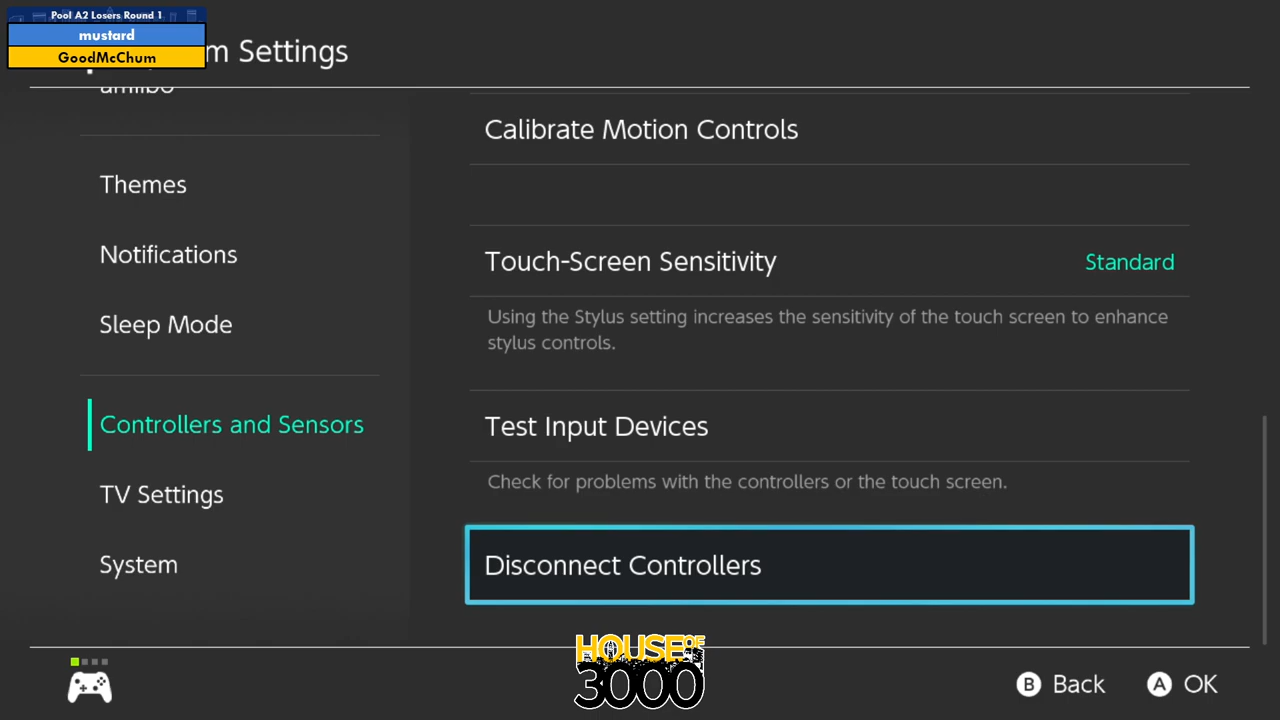 Pool A2 Losers Round 1
mustard
GoodMcChum
m Settings
amiibo
Themes
Notifications
Sleep Mode
Controllers and Sensors
TV Settings
System
Calibrate Motion Controls
Touch-Screen Sensitivity Standard
Using the Stylus setting increases the sensitivity of the touch screen to enhance
stylus controls.
Test Input Devices
Check for problems with the controllers or the touch screen.
Disconnect Controllers
HOUSE OF
3000
B Back A OK